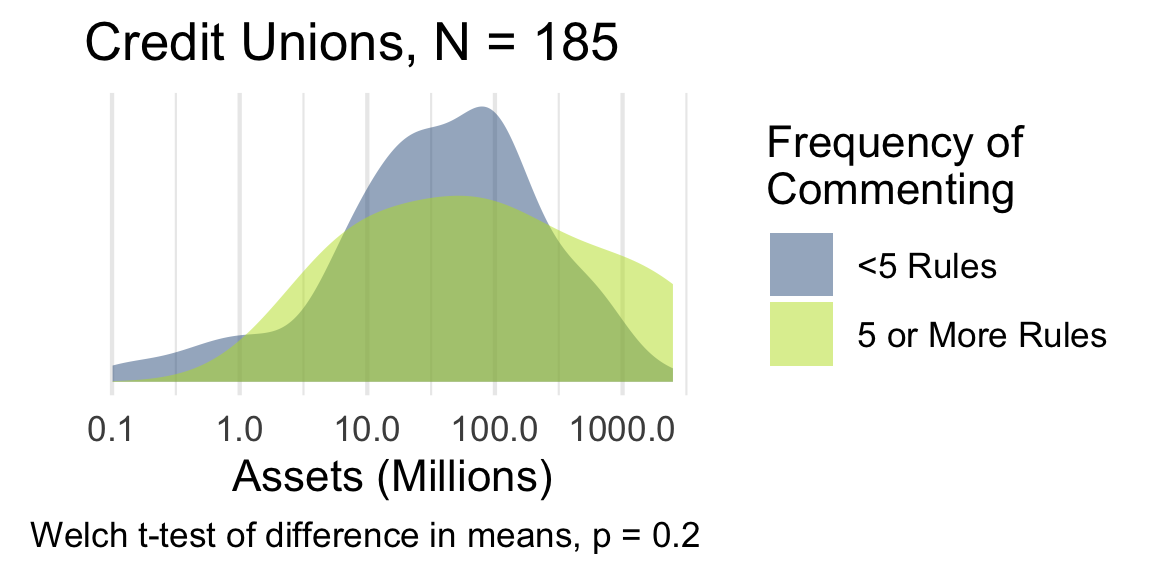 Credit Unions, N = 185
Frequency of
Commenting
<5 Rules
5 or More Rules
0.1 1.0 10.0 100.0 1000.0
Assets (Millions)
Welch t-test of difference in means, p = 0.2